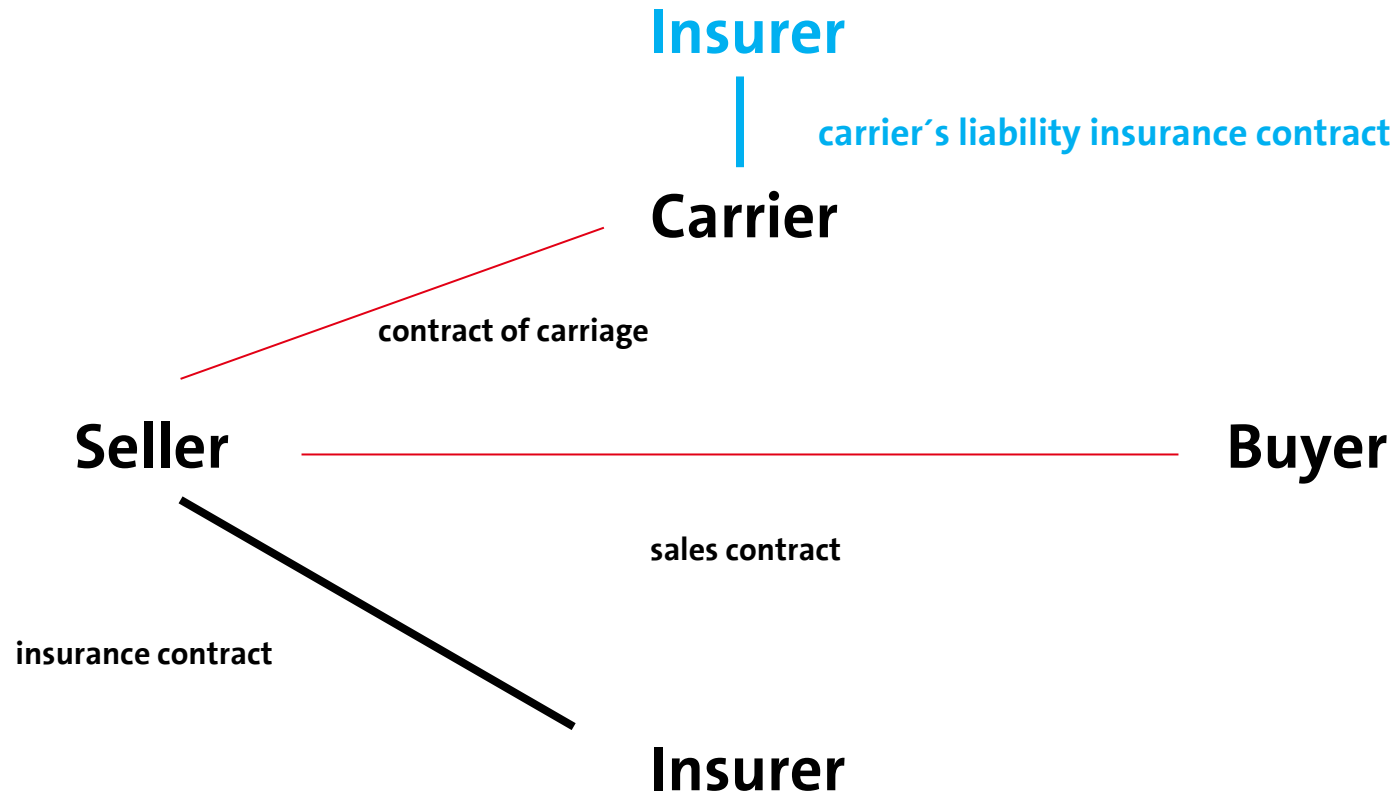 Insurer
carrier´s liability insurance contract
Carrier
contract of carriage
Seller
Buyer
sales contract
insurance contract
Insurer